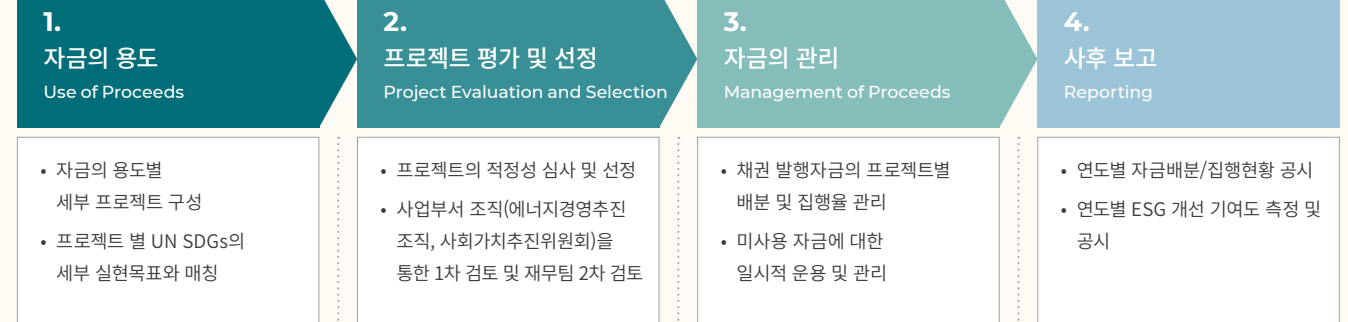 1.
자금의 용도
Use of Proceeds
• 자금의 용도별
세부 프로젝트 구성
• 프로젝트 별 UN SDGs의
세부 실현목표와 매칭
2.
프로젝트 평가 및 선정
Project Evaluation and Selection
• 프로젝트의 적정성 심사 및 선정
• 사업부서 조직(에너지경영추진
조직, 사회가치추진위원회)을
통한 1차 검토 및 재무팀 2차 검토
3.
자금의 관리
Management of Proceeds
• 채권 발행자금의 프로젝트별
배분 및 집행율 관리
• 미사용 자금에 대한
일시적 운용 및 관리
4.
사후 보고
Reporting
• 연도별 자금배분/집행현황 공시
• 연도별 ESG 개선 기여도 측정 및
공시